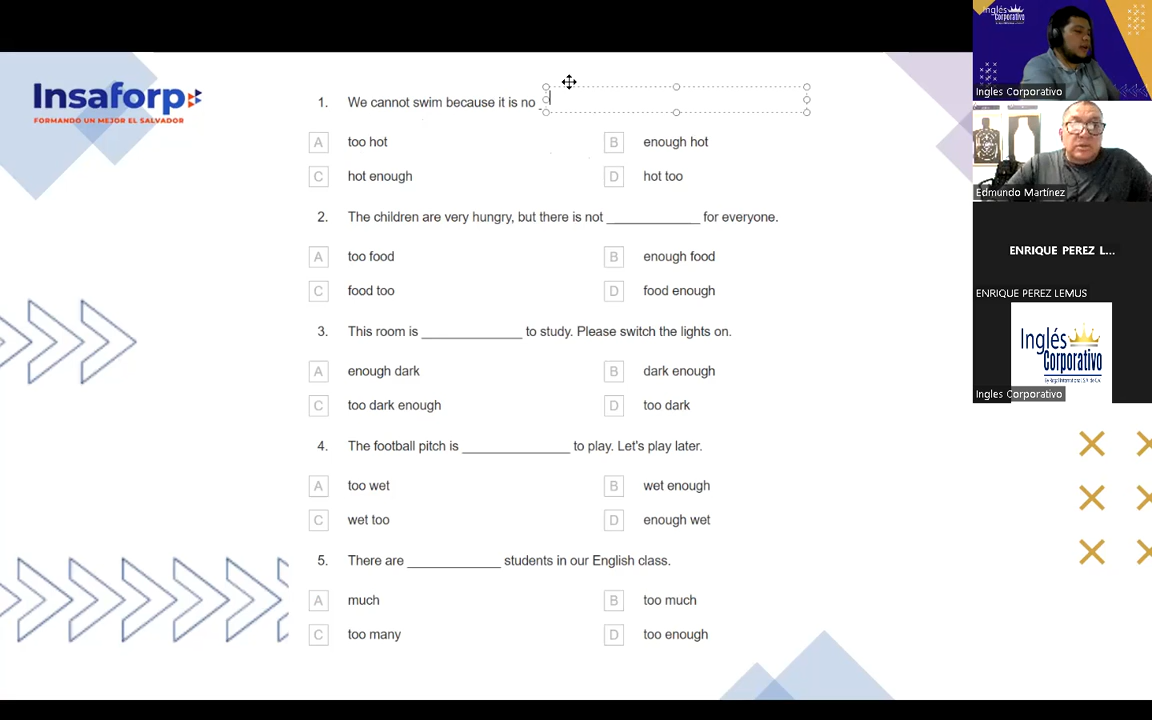 Insaforp
FORMANDO UN MEJOR EL SALVADOR
1. We cannot swim because it is no
A too hot
B enough hot
C hot enough
D hot too
2. The children are very hungry, but there is not _____________ for everyone.
A too food
B enough food
C food too
D food enough
3. This room is ______________ to study. Please switch the lights on.
A enough dark
B dark enough
C too dark enough
D too dark
4. The football pitch is _______________ to play. Let's play later.
A too wet
B wet enough
C wet too
D enough wet
5. There are _____________ students in our English class.
A much
B too much
C too many
D too enough
Inglés
Corporativo
Ingles Corporativo
Edmundo Martínez
ENRIQUE PEREZ L...
ENRIQUE PEREZ LEMUS
Inglés
Corporativo
Ingles Corporativo